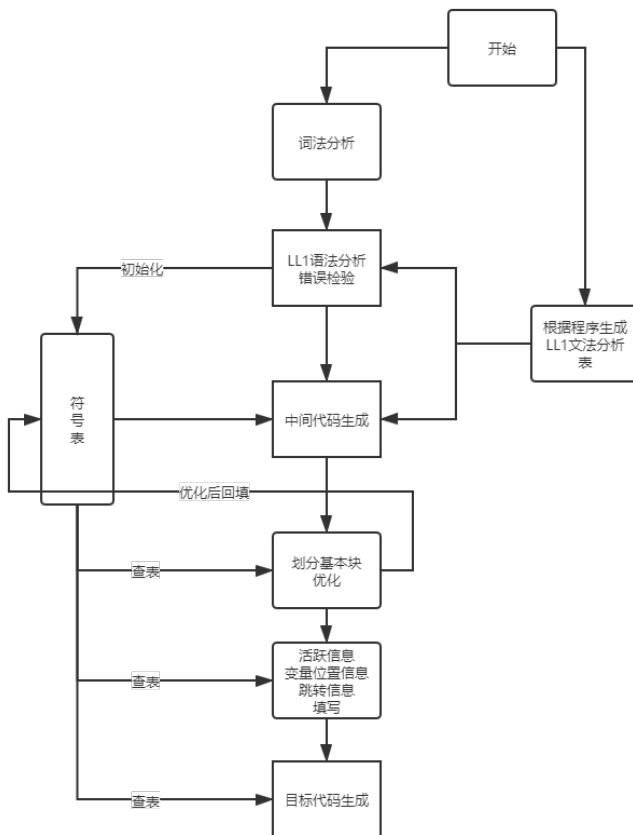 开始
词法分析
LL1语法分析
错误检验
初始化
根据程序生成
LL1文法分析
表
符
号
表
中间代码生成
优化后回填
划分基本块
优化
查表
活跃信息
变量位置信息
跳转信息
填写
查表
目标代码生成
查表